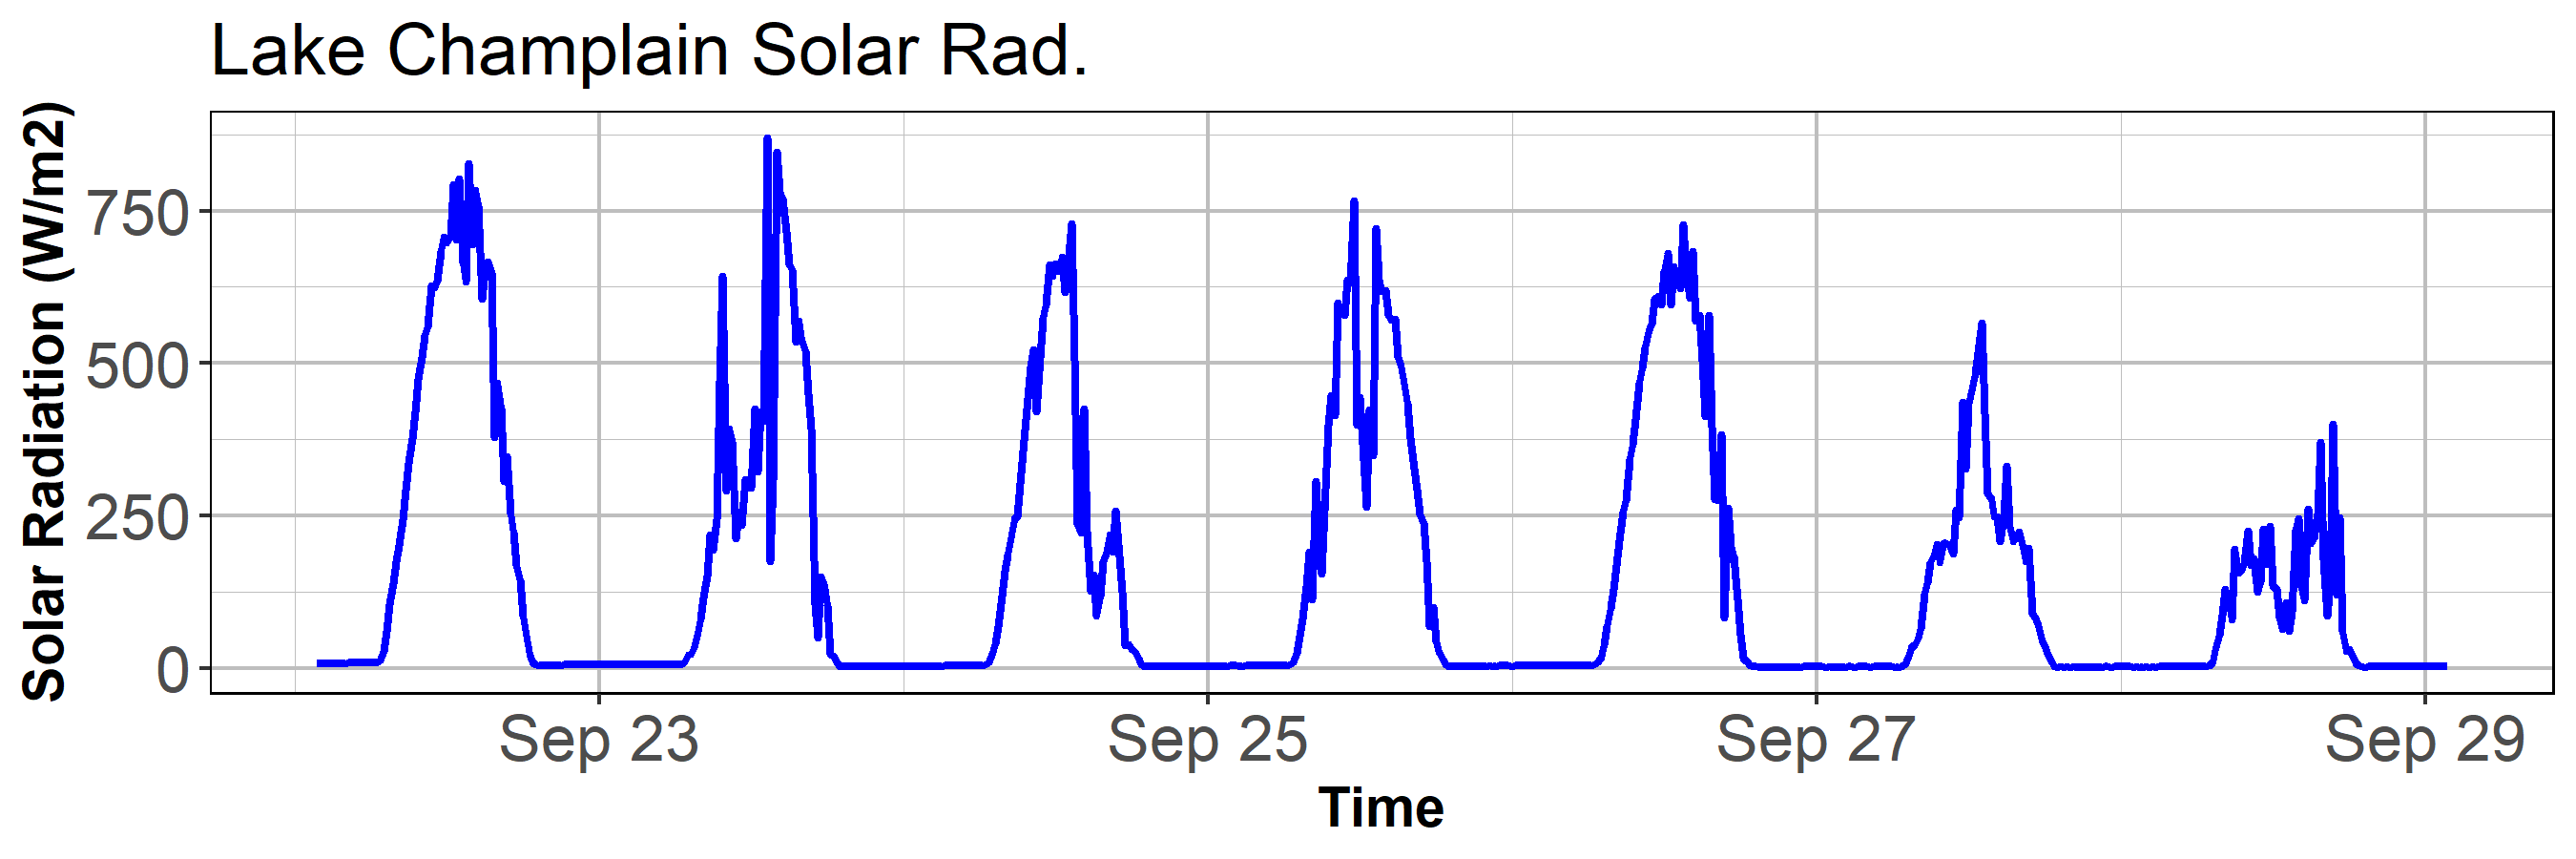 Lake Champlain Solar Rad.
Solar Radiation (W/m2)
750
500
250
0
Sep 23
Sep 25
Sep 27
Sep 29
Time